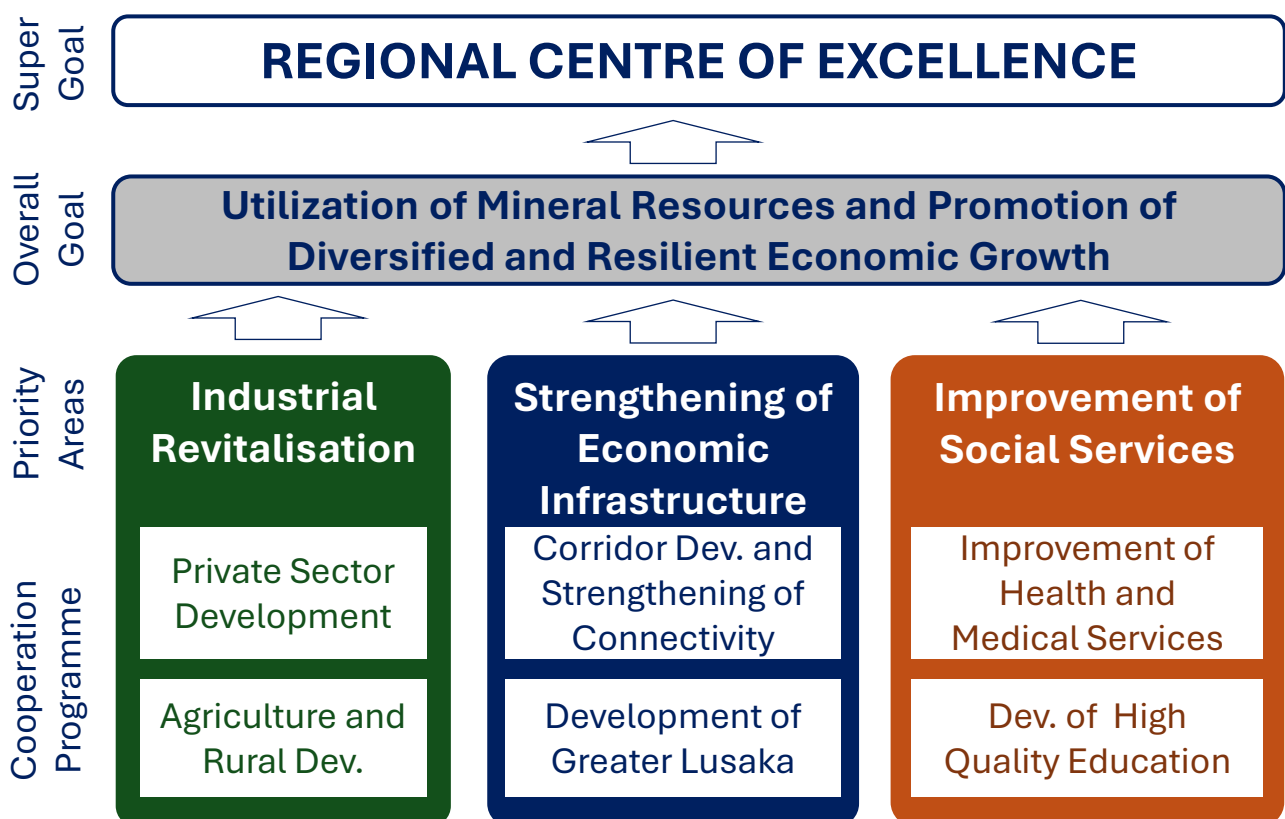 Super
Goal
REGIONAL CENTRE OF EXCELLENCE
Overall
Goal
Utilization of Mineral Resources and Promotion of
Diversified and Resilient Economic Growth
Priority
Areas
Industrial
Revitalisation
Strengthening of
Economic
Infrastructure
Improvement of
Social Services
Cooperation
Programme
Private Sector
Development
Corridor Dev. and
Strengthening of
Connectivity
Improvement of
Health and
Medical Services
Agriculture and
Rural Dev.
Development of
Greater Lusaka
Dev. of  High
Quality Education